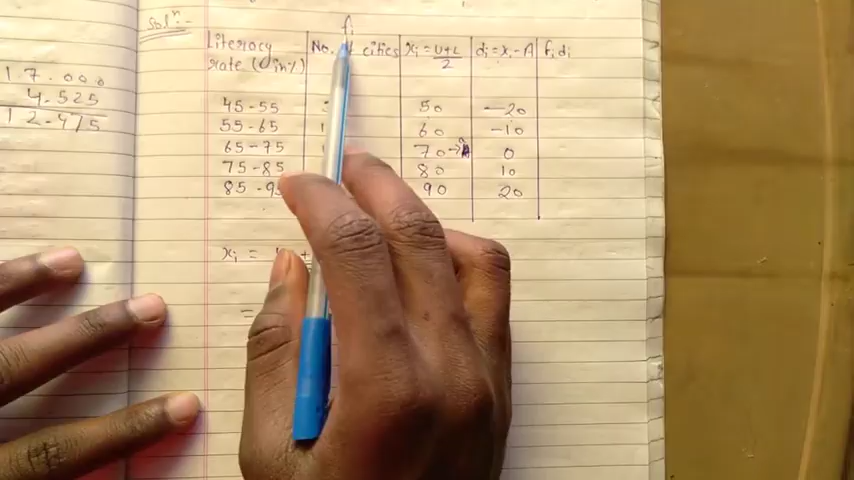 17.000
4.525
12.475
Solⁿ:-
fi
Literacy rate (in %) No. of cities xi = U+L/2 di = xi - A fidi
45-55 50 -20
55-65 60 -10
65-75 70 → A 0
75-85 80 10
85-95 90 20
xi =
=